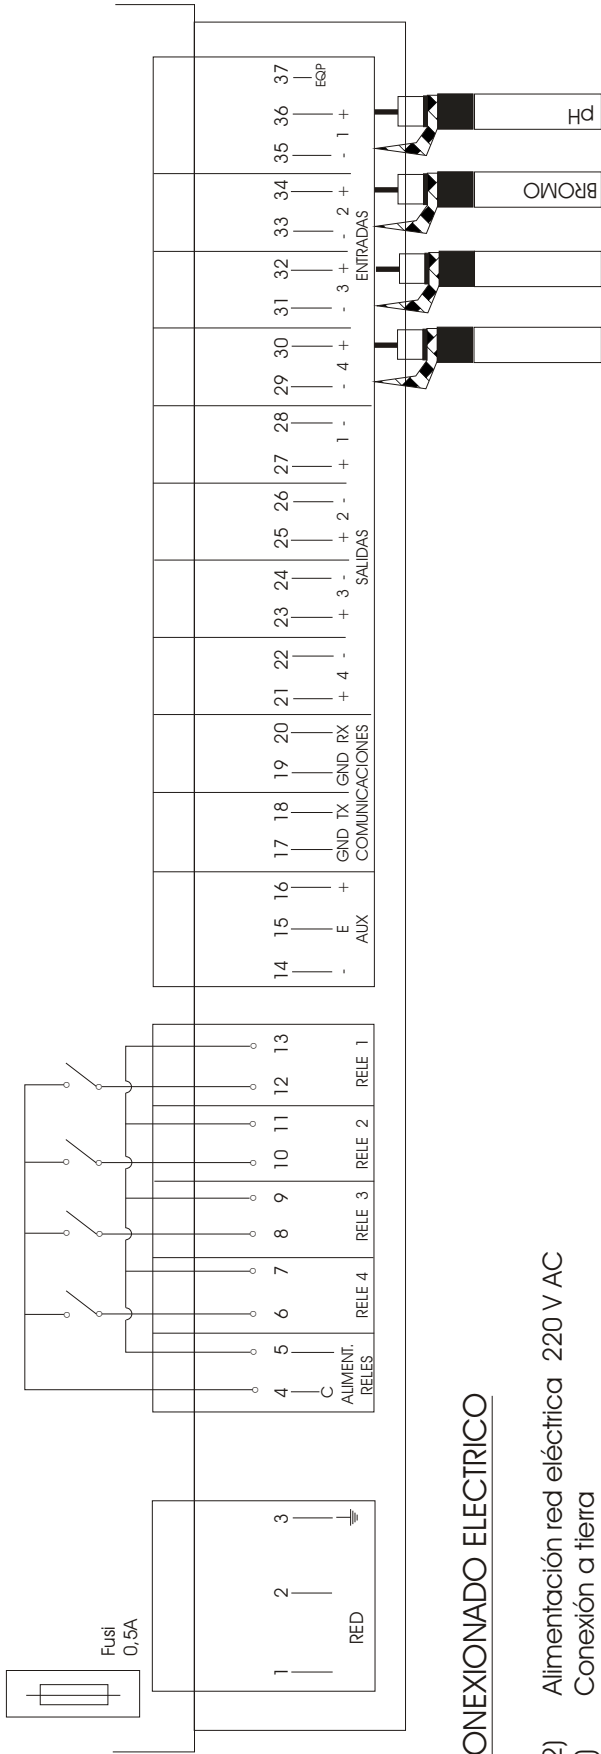 Fusi
0,5A
1 2 3
RED
4 5 6 7 8 9 10 11 12 13
C
ALIMENT.
RELES
RELE 4
RELE 3
RELE 2
RELE 1
14 15 16 17 18 19 20 21 22 23 24 25 26 27 28 29 30 31 32 33 34 35 36 37
- E +
AUX
GND TX GND RX
COMUNICACIONES
+ 4 - + 3 - + 2 - + 1 -
SALIDAS
- 4 + - 3 + - 2 + - 1 +
ENTRADAS
EQP
BROMO
pH
ONEXIONADO ELECTRICO
2) Alimentación red eléctrica 220 V AC
) Conexión a tierra